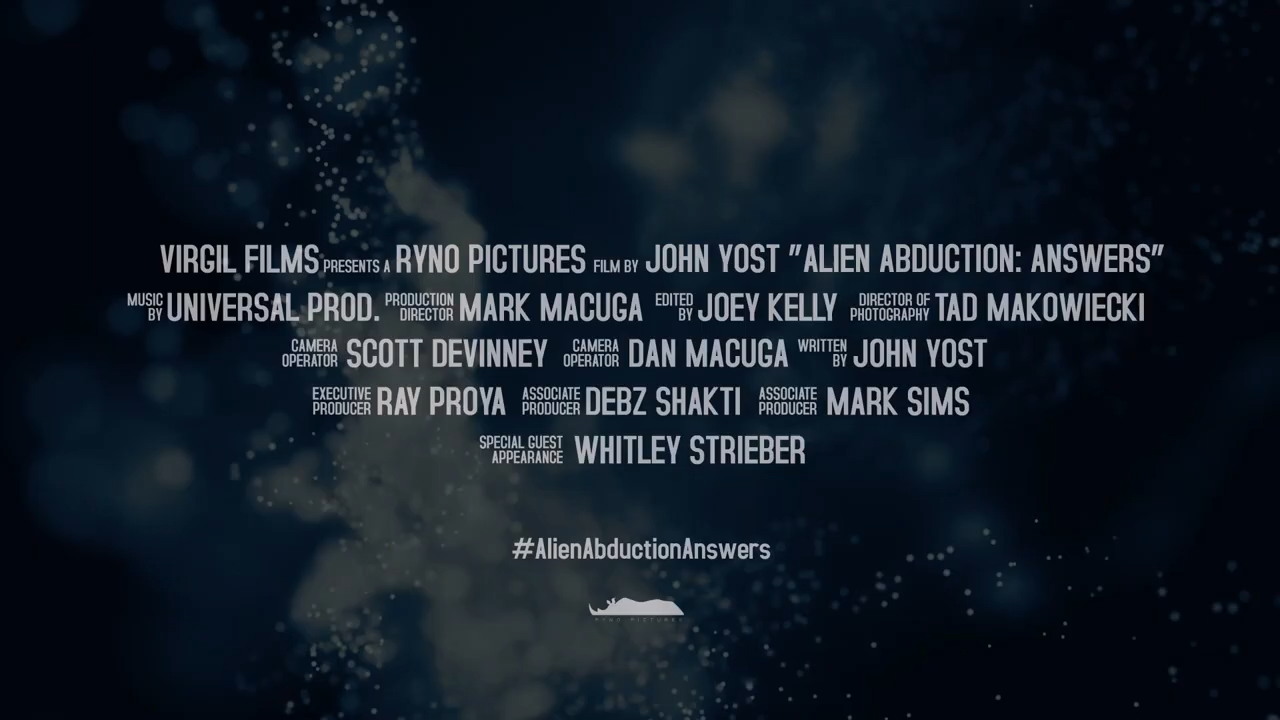 VIRGIL FILMS PRESENTS A RYNO PICTURES FILM BY JOHN YOST "ALIEN ABDUCTION: ANSWERS"
MUSIC BY UNIVERSAL PROD. PRODUCTION DIRECTOR MARK MACUGA EDITED BY JOEY KELLY DIRECTOR OF PHOTOGRAPHY TAD MAKOWIECKI
CAMERA OPERATOR SCOTT DEVINNEY CAMERA OPERATOR DAN MACUGA WRITTEN BY JOHN YOST
EXECUTIVE PRODUCER RAY PROYA ASSOCIATE PRODUCER DEBZ SHAKTI ASSOCIATE PRODUCER MARK SIMS
SPECIAL GUEST APPEARANCE WHITLEY STRIEBER
#AlienAbductionAnswers
RYNO PICTURES